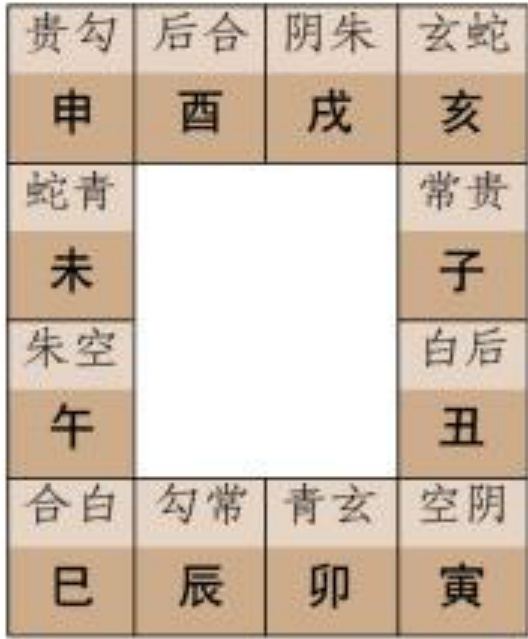 贵勾 后合 阴朱 玄蛇
申 酉 戌 亥
蛇青 常贵
未 子
朱空 白后
午 丑
合白 勾常 青玄 空阴
巳 辰 卯 寅